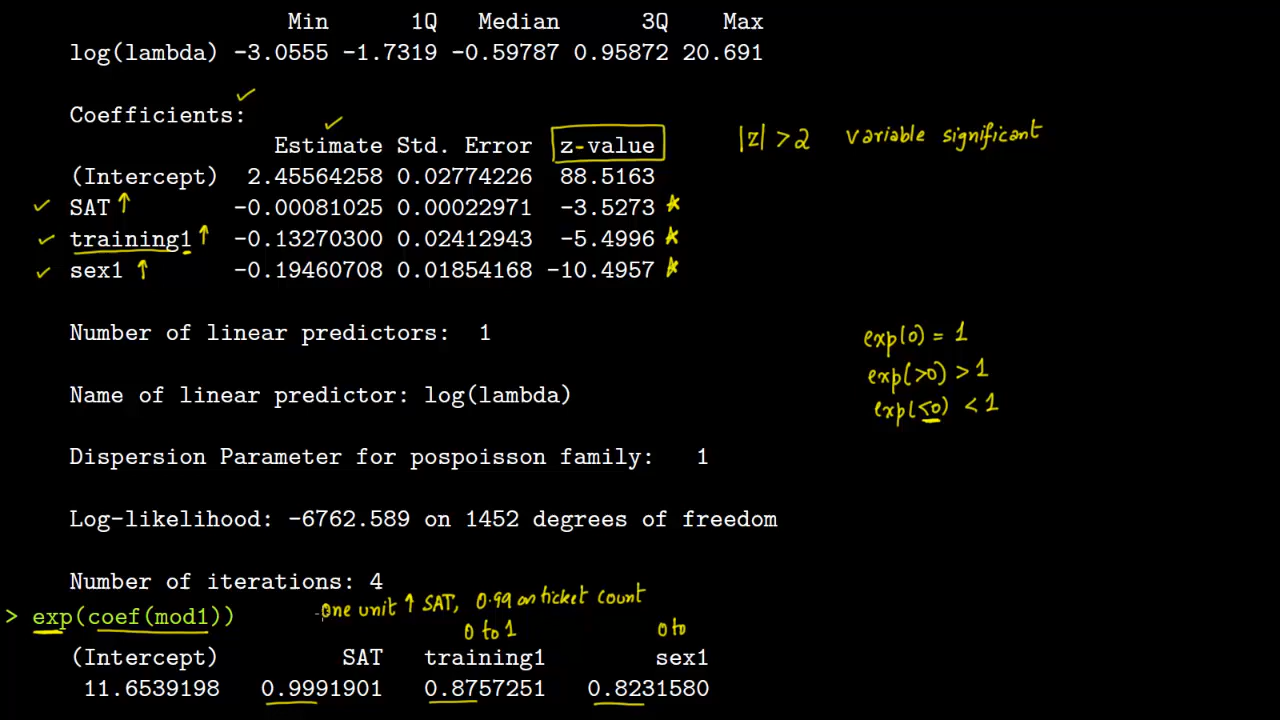 Min 1Q Median 3Q Max
log(lambda) -3.0555 -1.7319 -0.59787 0.95872 20.691
Coefficients:
Estimate Std. Error z-value |z| > 2 variable significant
(Intercept) 2.45564258 0.02774226 88.5163
SAT ↑ -0.00081025 0.00022971 -3.5273 *
training1 ↑ -0.13270300 0.02412943 -5.4996 *
sex1 ↑ -0.19460708 0.01854168 -10.4957 *
Number of linear predictors: 1
exp(0) = 1
exp(>0) > 1
Name of linear predictor: log(lambda)
exp(<0) < 1
Dispersion Parameter for pospoisson family: 1
Log-likelihood: -6762.589 on 1452 degrees of freedom
Number of iterations: 4
One unit ↑ SAT, 0.99 on ticket count
> exp(coef(mod1))
0 to 1 0 to
(Intercept) SAT training1 sex1
11.6539198 0.9991901 0.8757251 0.8231580